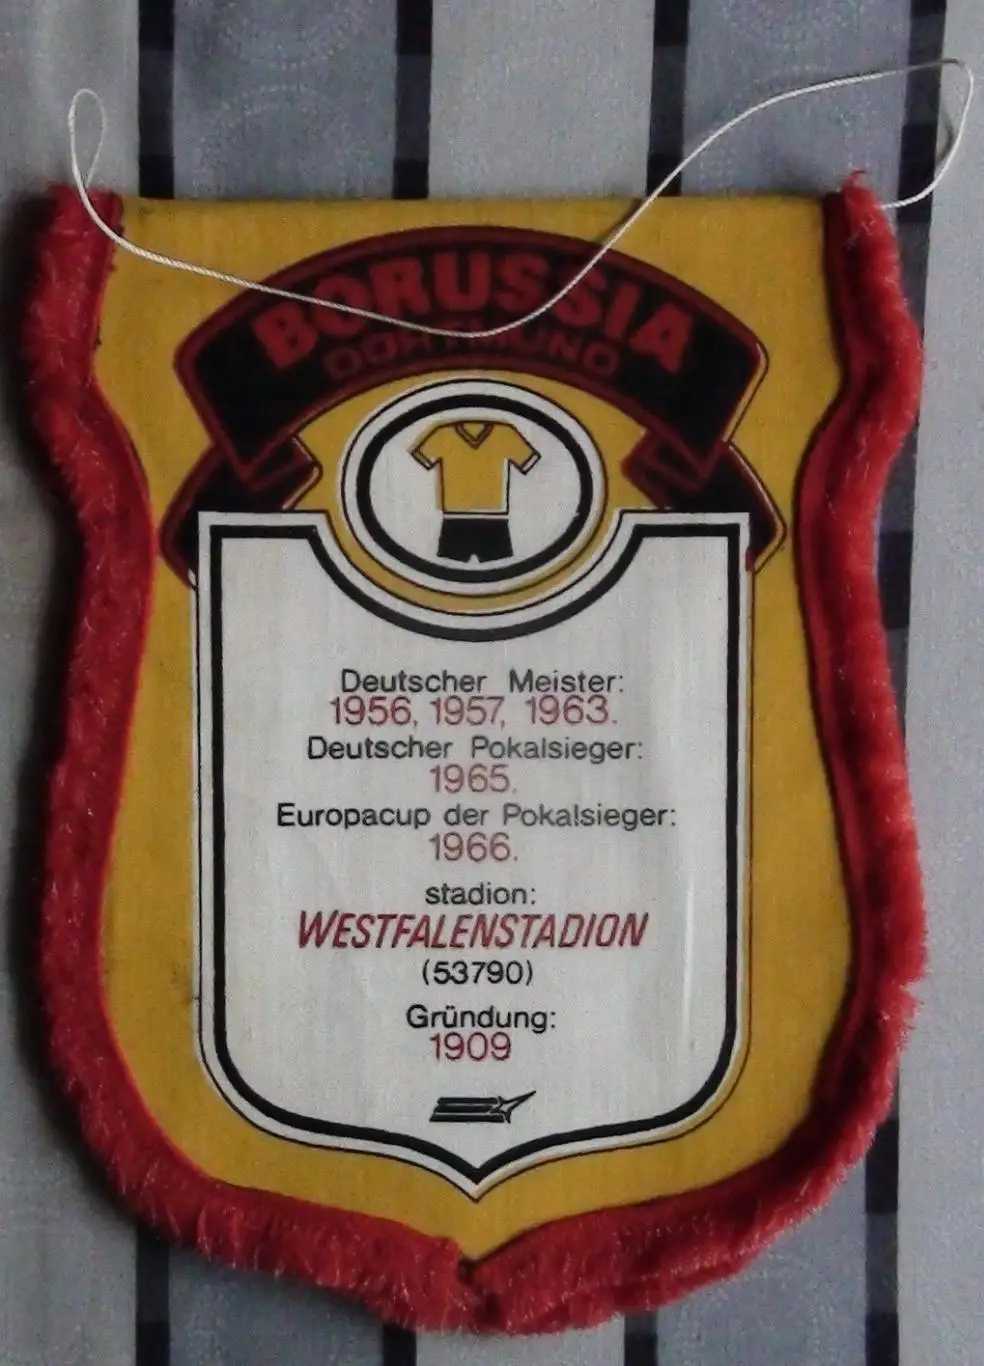 BORUSSIA
DORTMUND
Deutscher Meister:
1956, 1957, 1963.
Deutscher Pokalsieger:
1965.
Europacup der Pokalsieger:
1966.
stadion:
WESTFALENSTADION
(53790)
Gründung:
1909